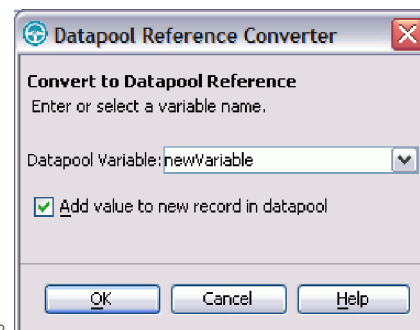 Datapool Reference Converter
Convert to Datapool Reference
Enter or select a variable name.
Datapool Variable: newVariable
Add value to new record in datapool
OK Cancel Help